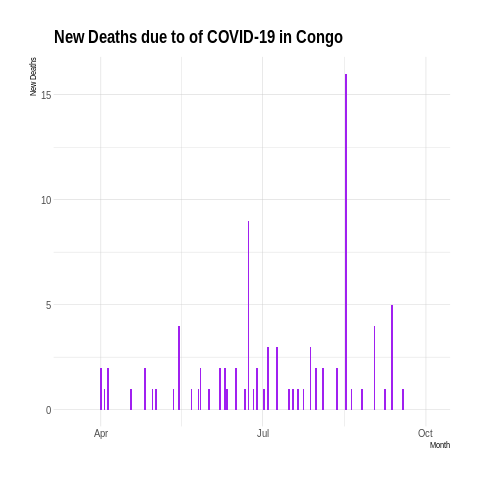 New Deaths due to of COVID-19 in Congo
New Deaths
15
10
5
0
Apr
Jul
Oct
Month